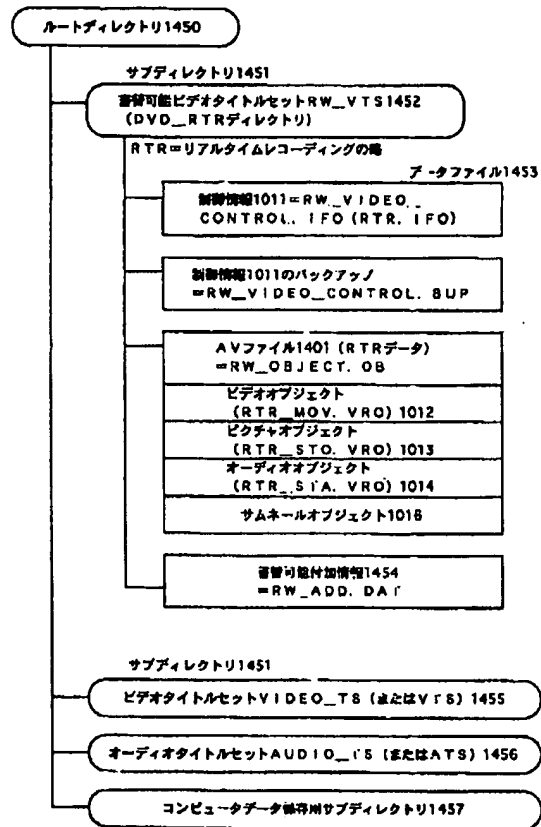 ルートディレクトリ1450
サブディレクトリ1451
書替可能ビデオタイトルセットRW_VTS1452
(DVD_RTRディレクトリ)
RTR=リアルタイムレコーディングの略
データファイル1453
制御情報1011=RW_VIDEO_
CONTROL. IFO (RTR. IFO)
制御情報1011のバックアップ
=RW_VIDEO_CONTROL. BUP
AVファイル1401 (RTRデータ)
=RW_OBJECT. OB
ビデオオブジェクト
(RTR_MOV. VRO) 1012
ピクチャオブジェクト
(RTR_STO. VRO) 1013
オーディオオブジェクト
(RTR_STA. VRO) 1014
サムネールオブジェクト1016
書替可能付加情報1454
=RW_ADD. DAT
サブディレクトリ1451
ビデオタイトルセットVIDEO_TS (またはVTS) 1455
オーディオタイトルセットAUDIO_TS (またはATS) 1456
コンピュータデータ保存用サブディレクトリ1457